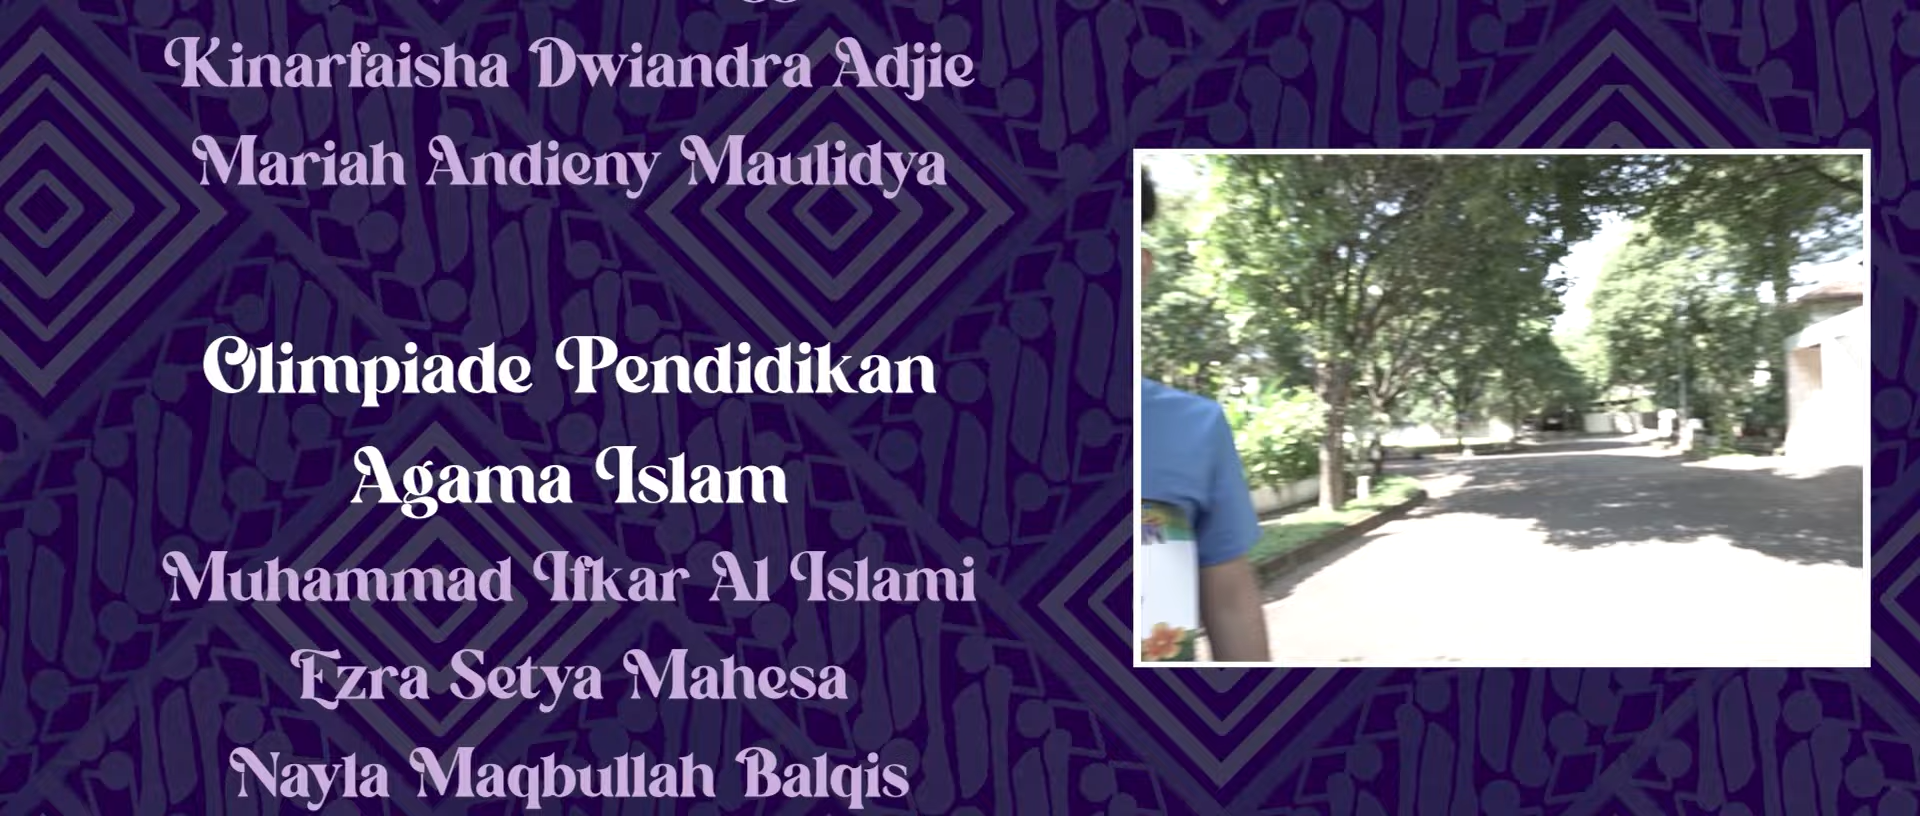 Kinarfaisha Dwiandra Adjie
Mariah Andieny Maulidya
Olimpiade Pendidikan
Agama Islam
Muhammad Ifkar Al Islami
Ezra Setya Mahesa
Nayla Maqbullah Balqis